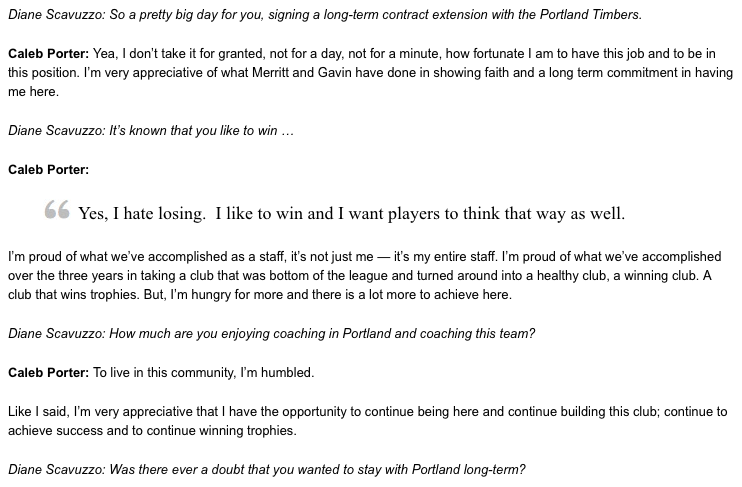 Diane Scavuzzo: So a pretty big day for you, signing a long-term contract extension with the Portland Timbers.
Caleb Porter: Yea, I don't take it for granted, not for a day, not for a minute, how fortunate I am to have this job and to be in
this position. I'm very appreciative of what Merritt and Gavin have done in showing faith and a long term commitment in having
me here.
Diane Scavuzzo: It's known that you like to win …
Caleb Porter:
“ Yes, I hate losing.  I like to win and I want players to think that way as well.
I'm proud of what we've accomplished as a staff, it's not just me — it's my entire staff. I'm proud of what we've accomplished
over the three years in taking a club that was bottom of the league and turned around into a healthy club, a winning club. A
club that wins trophies. But, I'm hungry for more and there is a lot more to achieve here.
Diane Scavuzzo: How much are you enjoying coaching in Portland and coaching this team?
Caleb Porter: To live in this community, I'm humbled.
Like I said, I'm very appreciative that I have the opportunity to continue being here and continue building this club; continue to
achieve success and to continue winning trophies.
Diane Scavuzzo: Was there ever a doubt that you wanted to stay with Portland long-term?